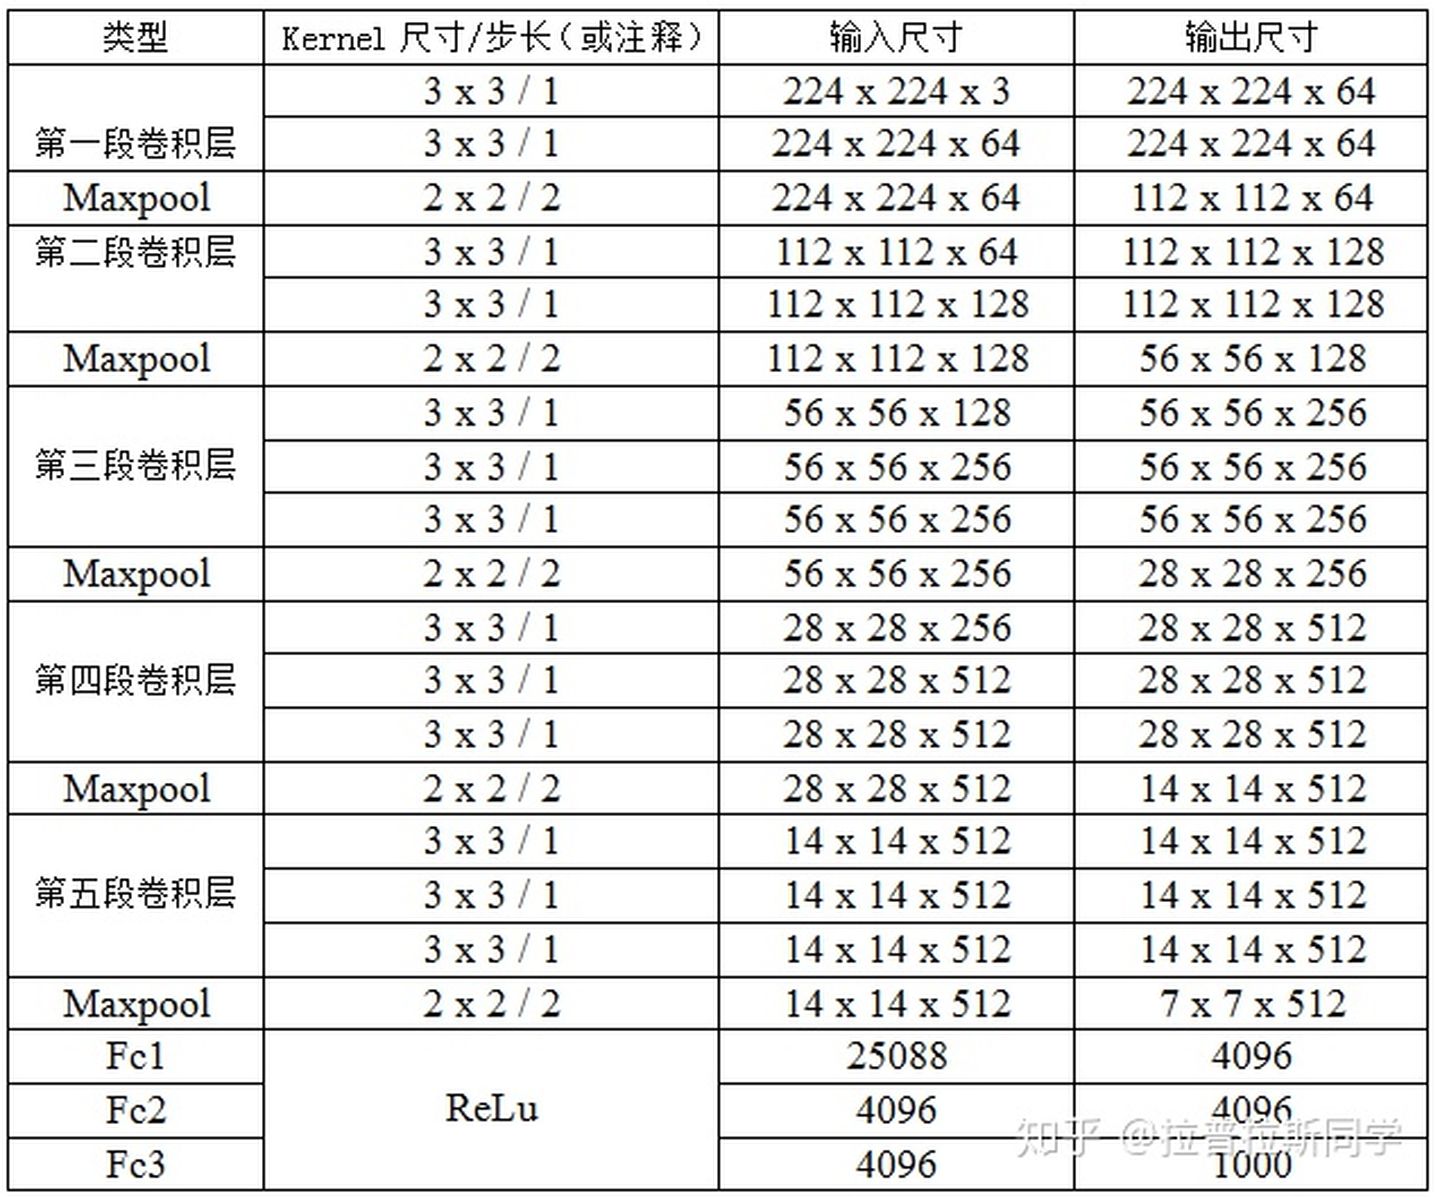 类型 Kernel 尺寸/步长（或注释） 输入尺寸 输出尺寸
3 x 3 / 1 224 x 224 x 3 224 x 224 x 64
第一段卷积层 3 x 3 / 1 224 x 224 x 64 224 x 224 x 64
Maxpool 2 x 2 / 2 224 x 224 x 64 112 x 112 x 64
第二段卷积层 3 x 3 / 1 112 x 112 x 64 112 x 112 x 128
3 x 3 / 1 112 x 112 x 128 112 x 112 x 128
Maxpool 2 x 2 / 2 112 x 112 x 128 56 x 56 x 128
3 x 3 / 1 56 x 56 x 128 56 x 56 x 256
第三段卷积层 3 x 3 / 1 56 x 56 x 256 56 x 56 x 256
3 x 3 / 1 56 x 56 x 256 56 x 56 x 256
Maxpool 2 x 2 / 2 56 x 56 x 256 28 x 28 x 256
3 x 3 / 1 28 x 28 x 256 28 x 28 x 512
第四段卷积层 3 x 3 / 1 28 x 28 x 512 28 x 28 x 512
3 x 3 / 1 28 x 28 x 512 28 x 28 x 512
Maxpool 2 x 2 / 2 28 x 28 x 512 14 x 14 x 512
3 x 3 / 1 14 x 14 x 512 14 x 14 x 512
第五段卷积层 3 x 3 / 1 14 x 14 x 512 14 x 14 x 512
3 x 3 / 1 14 x 14 x 512 14 x 14 x 512
Maxpool 2 x 2 / 2 14 x 14 x 512 7 x 7 x 512
Fc1 25088 4096
Fc2 ReLu 4096 4096
Fc3 4096 1000
知乎 @拉普拉斯同学